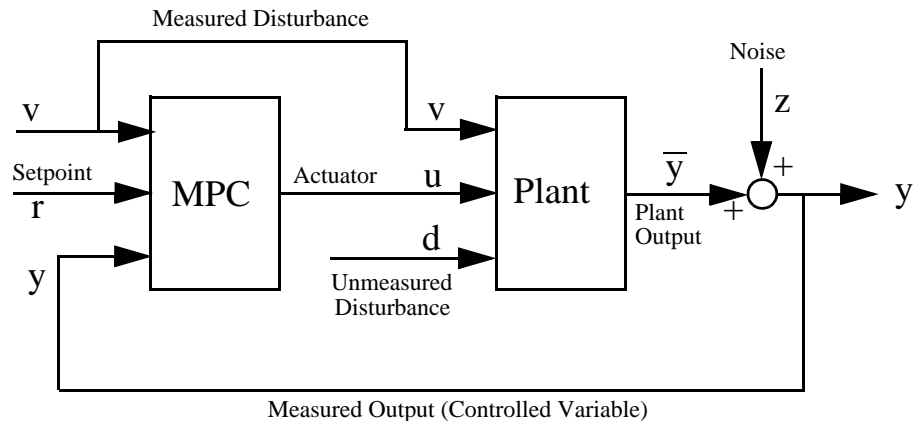 Measured Disturbance
Noise
v
v
z
Setpoint
r
MPC
Actuator
u
Plant
y̅
+
+
y
Plant
Output
d
y
Unmeasured
Disturbance
Measured Output (Controlled Variable)